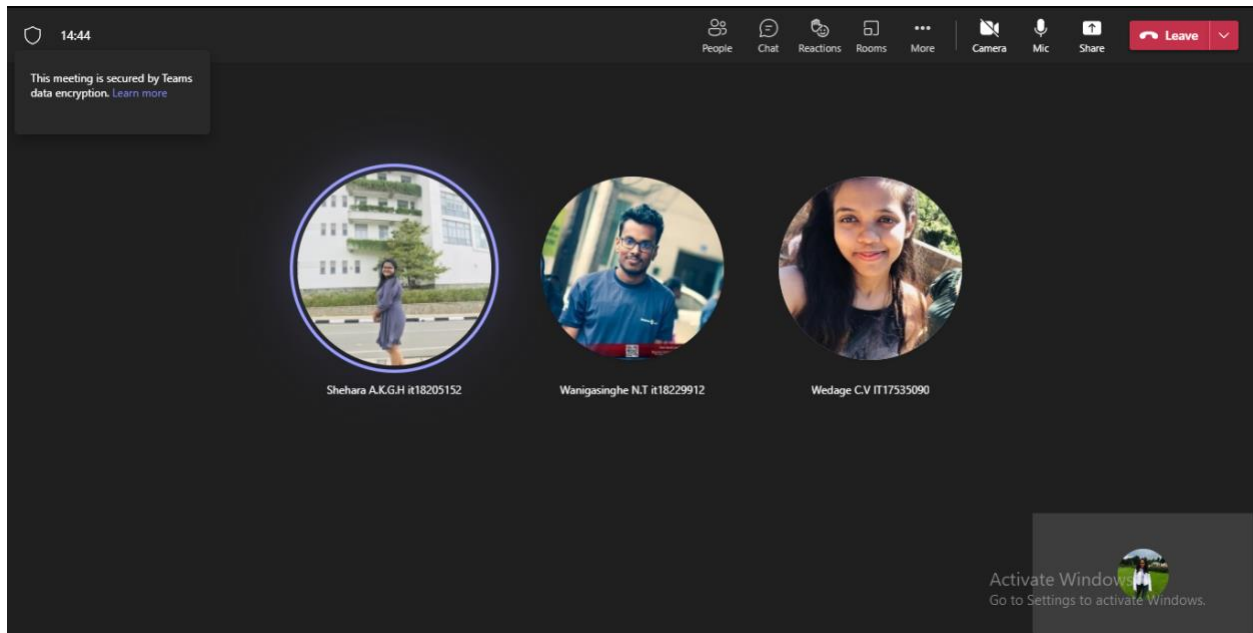 14:44
People
Chat
Reactions
Rooms
More
Camera
Mic
Share
Leave
This meeting is secured by Teams
data encryption. Learn more
Shehara A.K.G.H it18205152
Wanigasinghe N.T it18229912
Wedage C.V IT17535090
Activate Windows
Go to Settings to activate Windows.